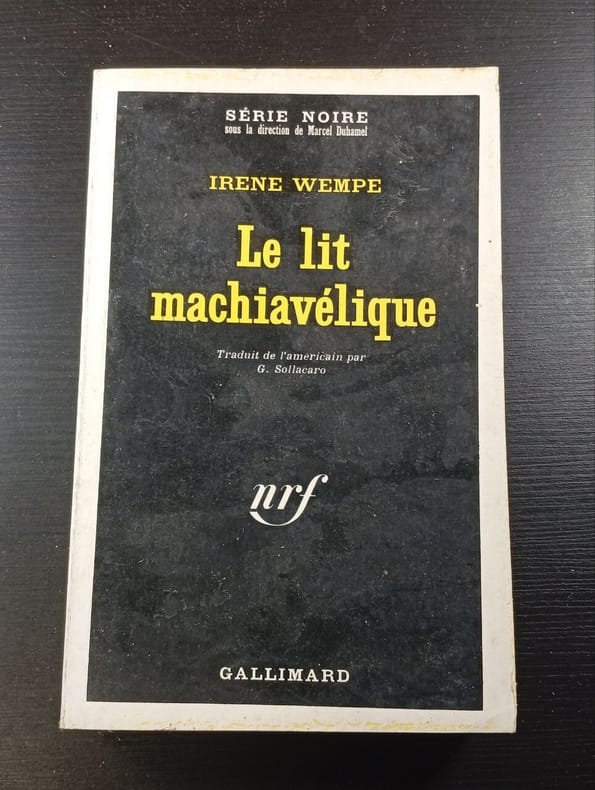 SÉRIE NOIRE
sous la direction de Marcel Duhamel
IRENE WEMPE
Le lit
machiavélique
Traduit de l'américain par
G. Sollacaro
nrf
GALLIMARD